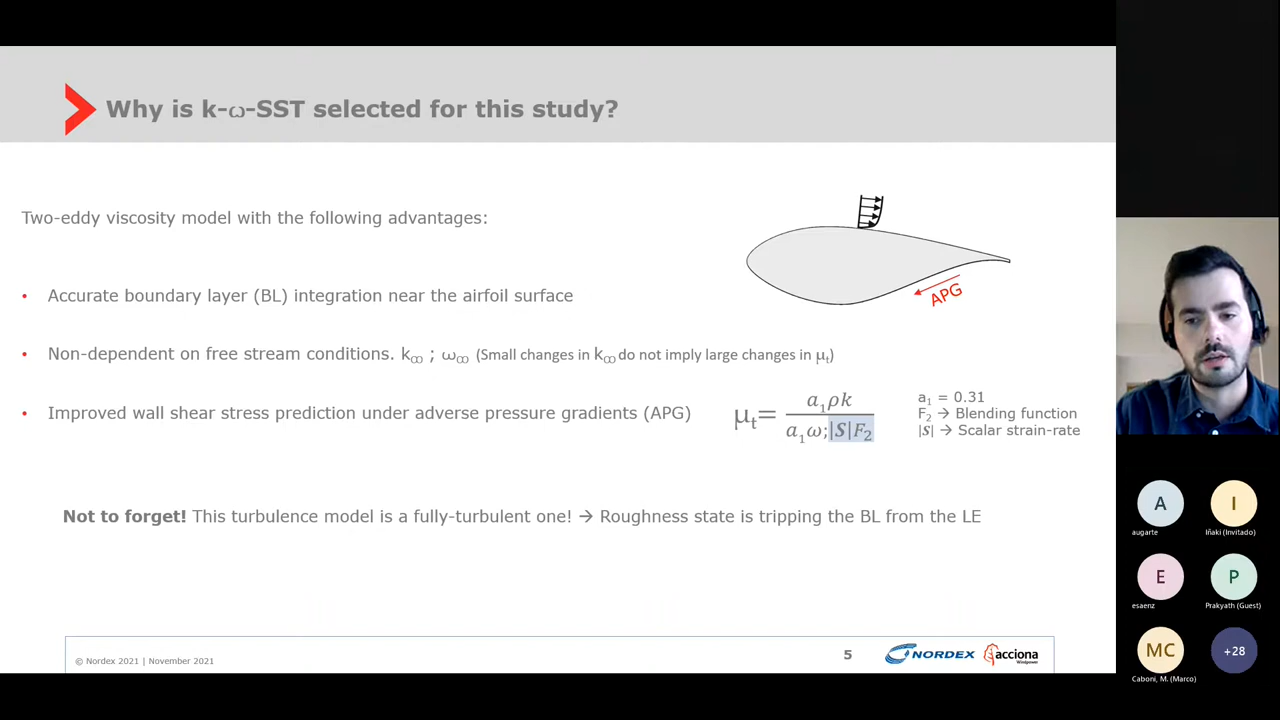 Why is k-ω-SST selected for this study?
Two-eddy viscosity model with the following advantages:
• Accurate boundary layer (BL) integration near the airfoil surface
APG
• Non-dependent on free stream conditions. k∞ ; ω∞ (Small changes in k∞ do not imply large changes in μt)
• Improved wall shear stress prediction under adverse pressure gradients (APG)
μt= a1ρk / a1ω;|S|F2
a1 = 0.31
F2 → Blending function
|S| → Scalar strain-rate
Not to forget! This turbulence model is a fully-turbulent one! → Roughness state is tripping the BL from the LE
© Nordex 2021 | November 2021
5
NORDEX
acciona
Windpower
A
augarte
I
Iñaki (Invitado)
E
esaenz
P
Prakyath (Guest)
MC
Caboni, M. (Marco)
+28